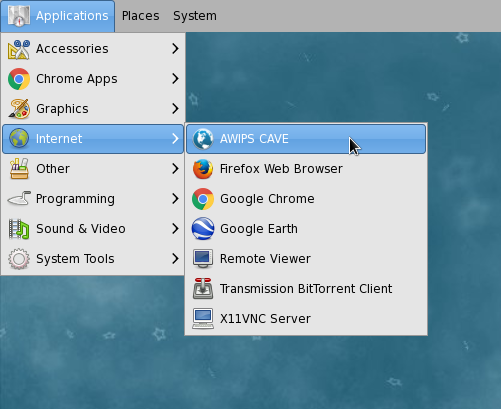 Applications Places System
Accessories
Chrome Apps
Graphics
Internet
Other
Programming
Sound & Video
System Tools
AWIPS CAVE
Firefox Web Browser
Google Chrome
Google Earth
Remote Viewer
Transmission BitTorrent Client
X11VNC Server